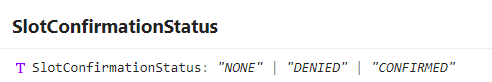 SlotConfirmationStatus
T SlotConfirmationStatus: "NONE" | "DENIED" | "CONFIRMED"